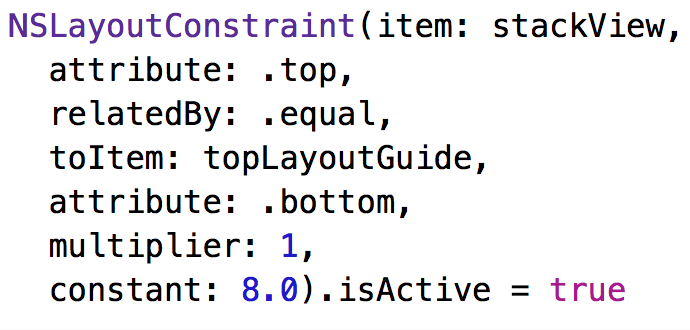 NSLayoutConstraint(item: stackView,
  attribute: .top,
  relatedBy: .equal,
  toItem: topLayoutGuide,
  attribute: .bottom,
  multiplier: 1,
  constant: 8.0).isActive = true